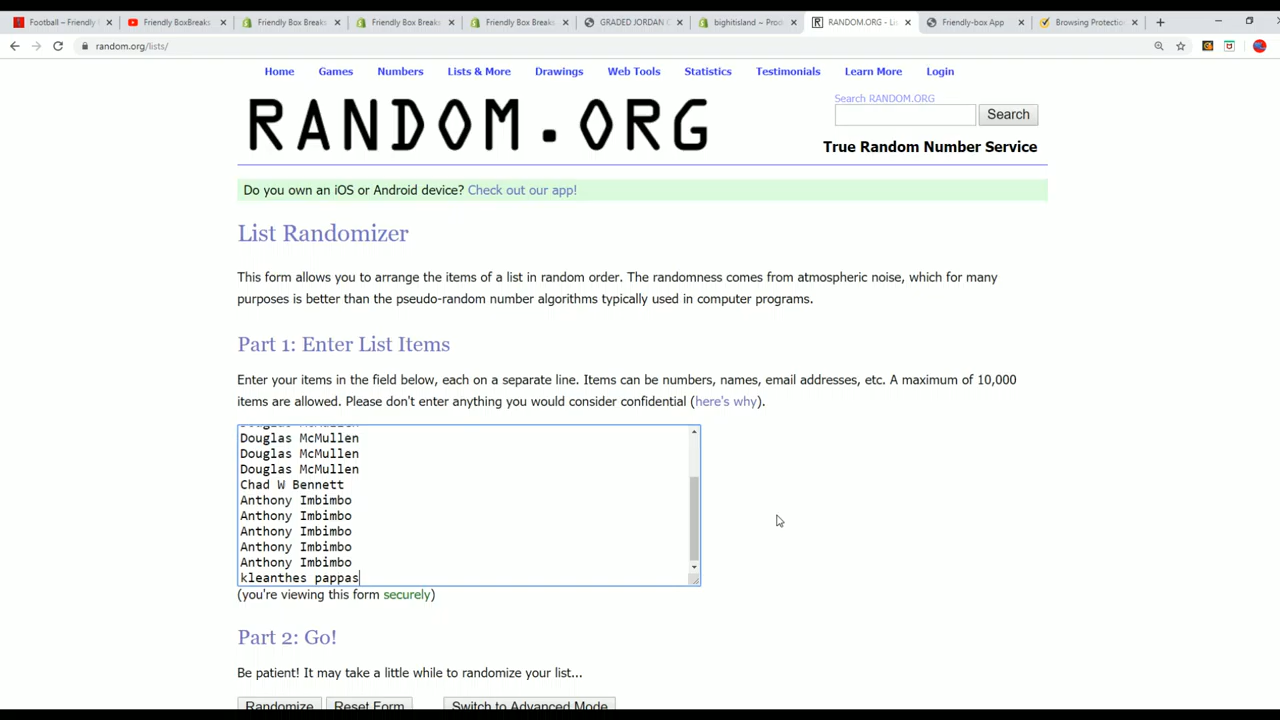 Football – Friendly
Friendly BoxBreaks
Friendly Box Breaks
Friendly Box Breaks
Friendly Box Breaks
GRADED JORDAN
bighitisland ~ Prod
RANDOM.ORG - Lis
Friendly-box App
Browsing Protection
random.org/lists/
Home Games Numbers Lists & More Drawings Web Tools Statistics Testimonials Learn More Login
RANDOM.ORG
Search RANDOM.ORG
Search
True Random Number Service
Do you own an iOS or Android device? Check out our app!
List Randomizer
This form allows you to arrange the items of a list in random order. The randomness comes from atmospheric noise, which for many
purposes is better than the pseudo-random number algorithms typically used in computer programs.
Part 1: Enter List Items
Enter your items in the field below, each on a separate line. Items can be numbers, names, email addresses, etc. A maximum of 10,000
items are allowed. Please don't enter anything you would consider confidential (here's why).
Douglas McMullen
Douglas McMullen
Douglas McMullen
Chad W Bennett
Anthony Imbimbo
Anthony Imbimbo
Anthony Imbimbo
Anthony Imbimbo
Anthony Imbimbo
kleanthes pappas
(you're viewing this form securely)
Part 2: Go!
Be patient! It may take a little while to randomize your list...
Randomize Reset Form Switch to Advanced Mode